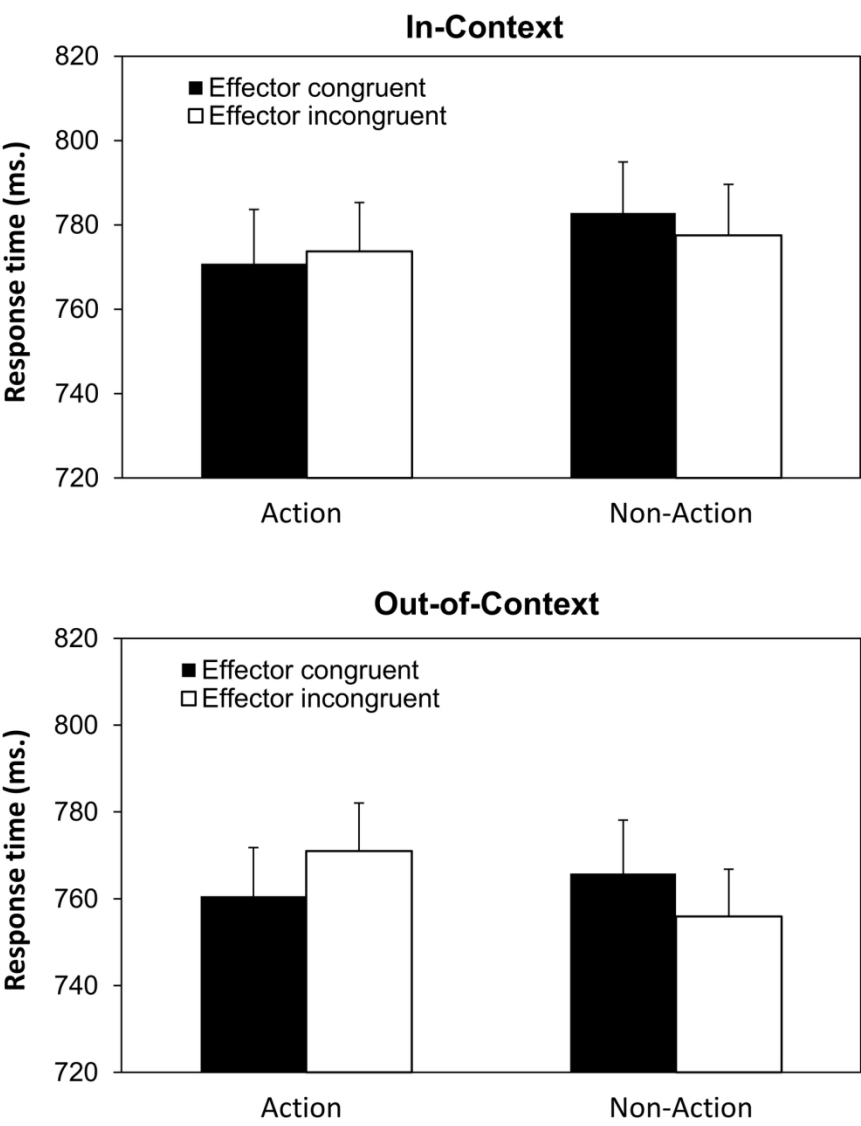 In-Context
Response time (ms.)
820
800
780
760
740
720
Effector congruent
Effector incongruent
Action Non-Action
Out-of-Context
Response time (ms.)
820
800
780
760
740
720
Effector congruent
Effector incongruent
Action Non-Action